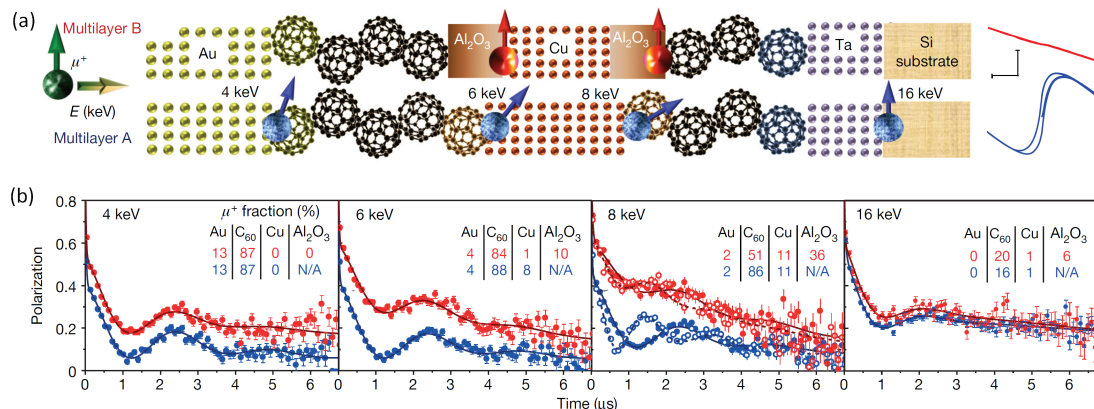 (a)
Multilayer B
μ⁺
E (keV)
Multilayer A
Au
Al₂O₃
Cu
Al₂O₃
Ta
Si
substrate
4 keV
6 keV
8 keV
16 keV
(b)
Polarization
0.8
0.6
0.4
0.2
0
4 keV
μ⁺ fraction (%)
Au C₆₀ Cu Al₂O₃
13 87 0 0
13 87 0 N/A
6 keV
Au C₆₀ Cu Al₂O₃
4 84 1 10
4 88 8 N/A
8 keV
Au C₆₀ Cu Al₂O₃
2 51 11 36
2 86 11 N/A
16 keV
Au C₆₀ Cu Al₂O₃
0 20 1 6
0 16 1 N/A
0 1 2 3 4 5 6
0 1 2 3 4 5 6
0 1 2 3 4 5 6
0 1 2 3 4 5 6
Time (μs)